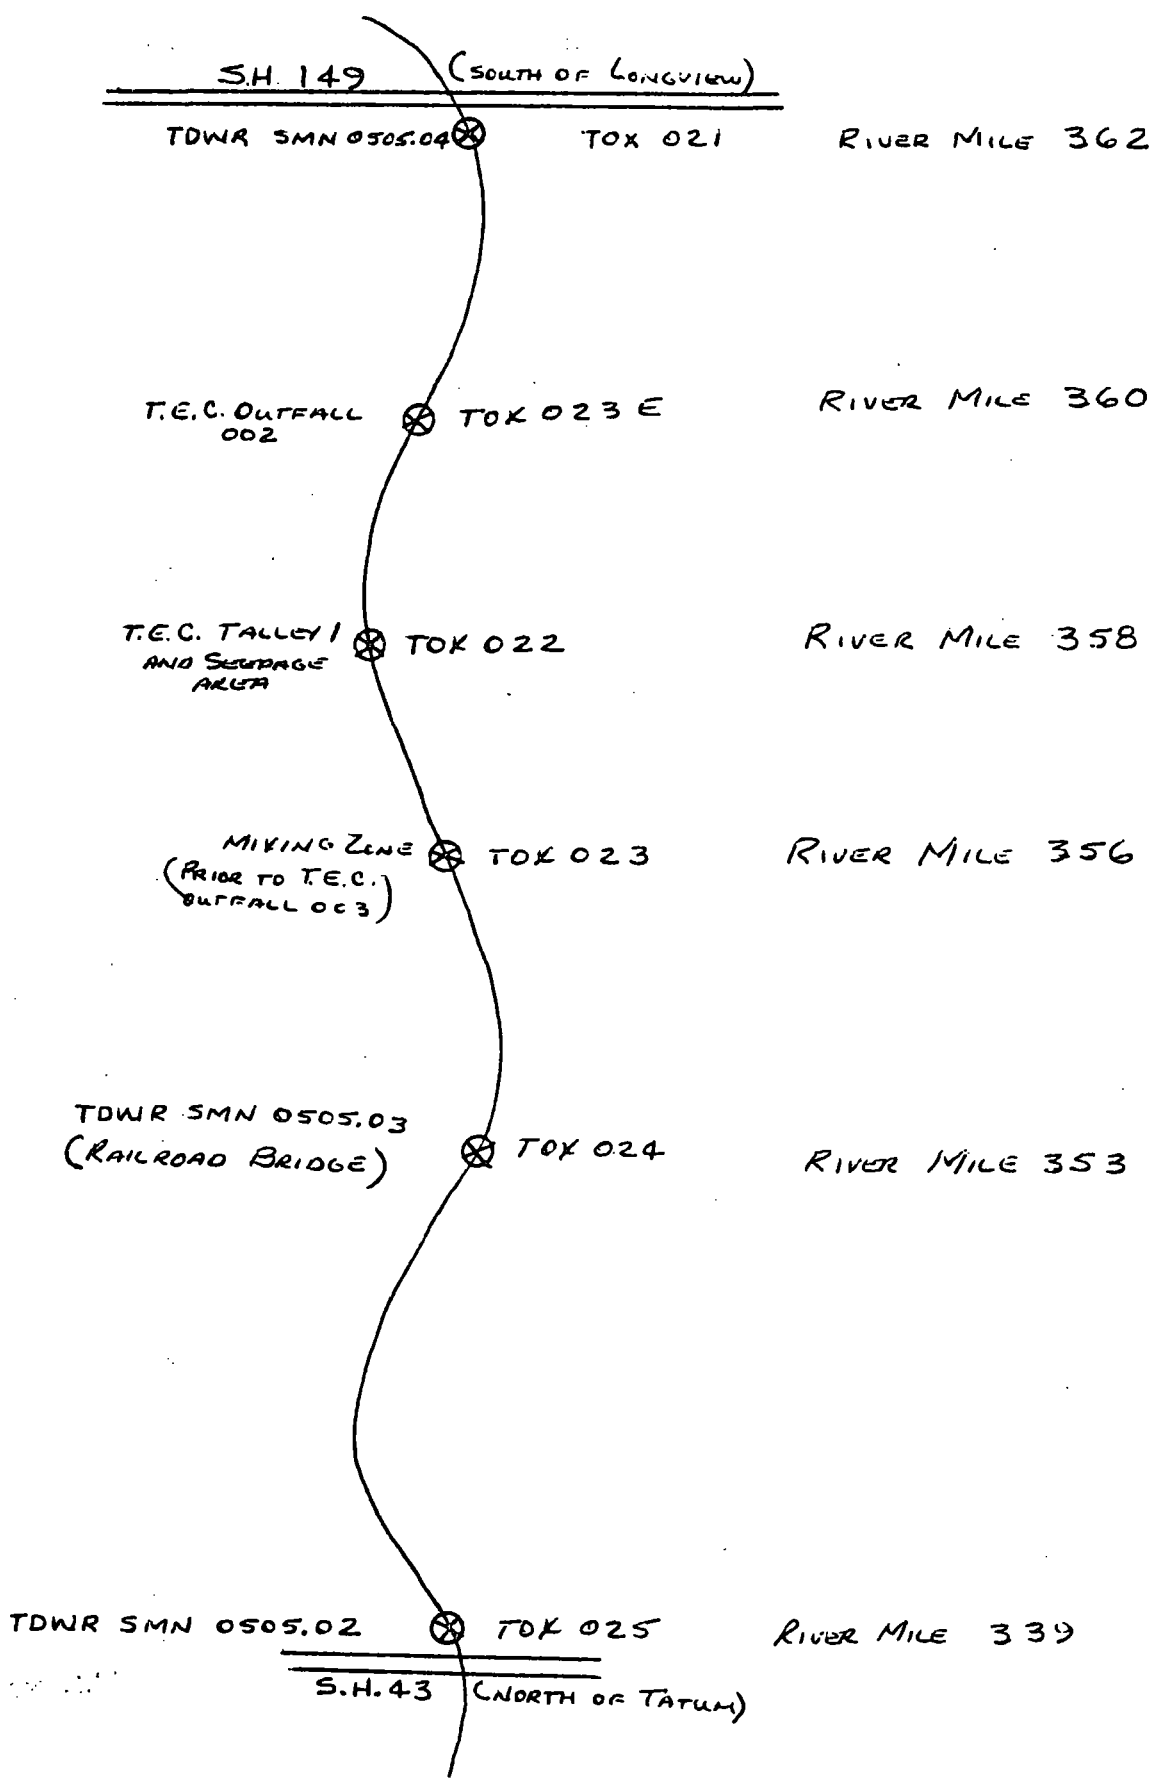 S.H. 149 (SOUTH OF LONGVIEW)
TDWR SMN 0505.04 TOX 021 RIVER MILE 362
T.E.C. OUTFALL 002 TOX 023 E RIVER MILE 360
T.E.C. TALLEY 1 AND SEEPAGE AREA TOX 022 RIVER MILE 358
MIXING ZONE (PRIOR TO T.E.C. OUTFALL 003) TOX 023 RIVER MILE 356
TDWR SMN 0505.03 (RAILROAD BRIDGE) TOX 024 RIVER MILE 353
TDWR SMN 0505.02 TOX 025 RIVER MILE 339
S.H. 43 (NORTH OF TATUM)